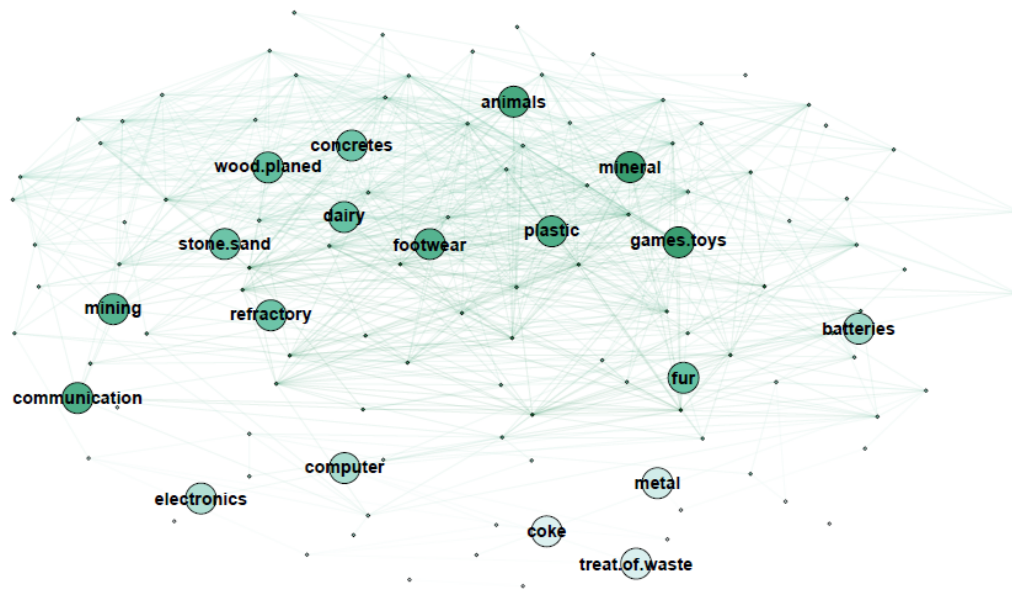 animals
concretes
wood.planed
mineral
dairy
stone.sand
footwear
plastic
games.toys
mining
refractory
batteries
fur
communication
computer
electronics
metal
coke
treat.of.waste